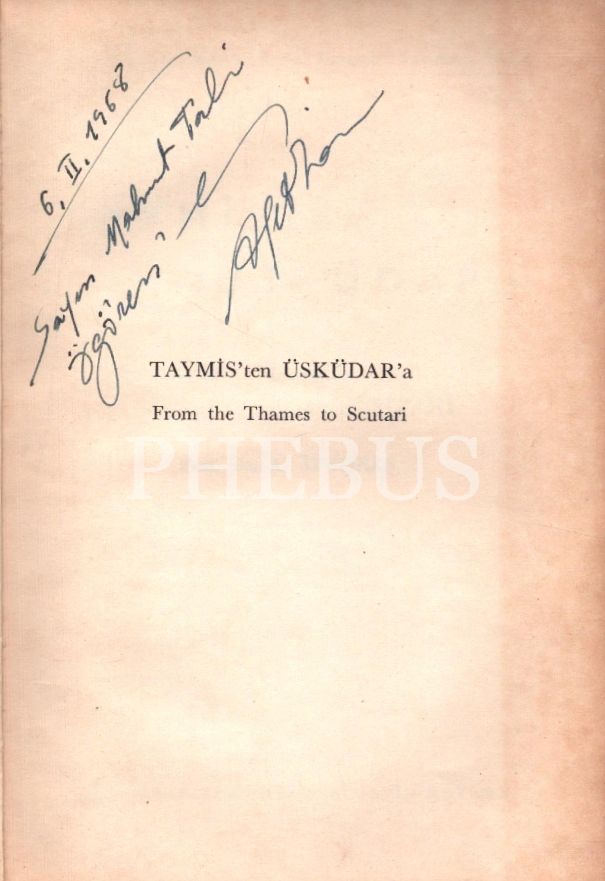 6. II. 1968
Sayın Mahmut Tali
Öngören'e
TAYMİS'ten ÜSKÜDAR'a
From the Thames to Scutari
PHEBUS